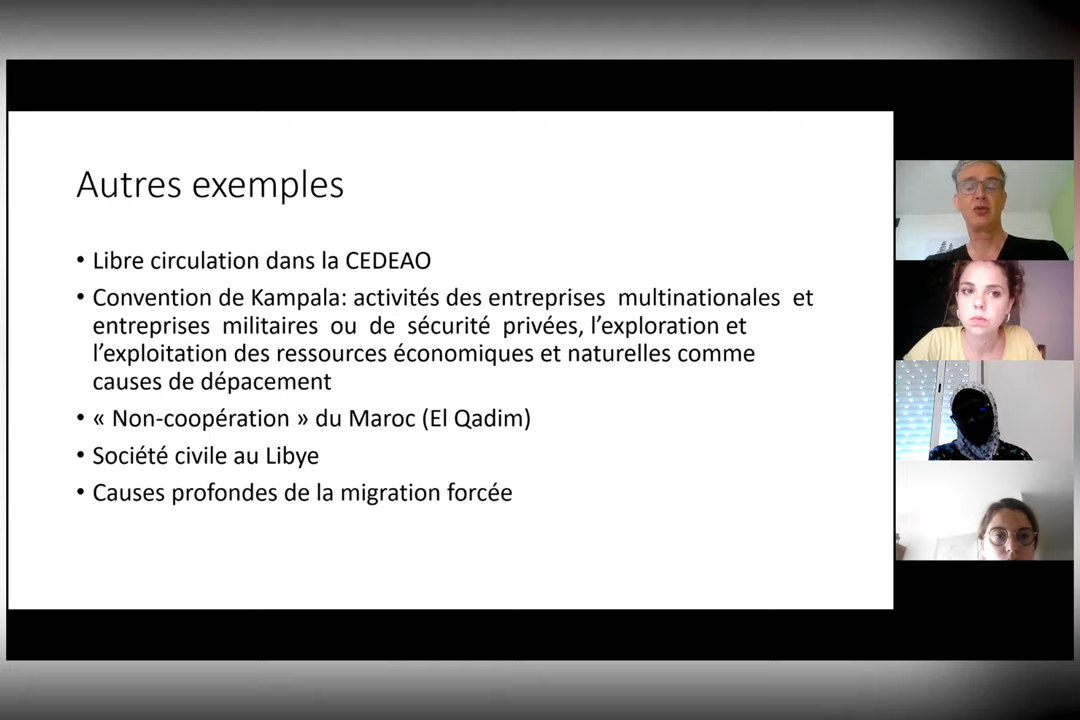 Autres exemples
• Libre circulation dans la CEDEAO
• Convention de Kampala: activités des entreprises multinationales et
entreprises militaires ou de sécurité privées, l’exploration et
l’exploitation des ressources économiques et naturelles comme
causes de dépacement
• « Non-coopération » du Maroc (El Qadim)
• Société civile au Libye
• Causes profondes de la migration forcée